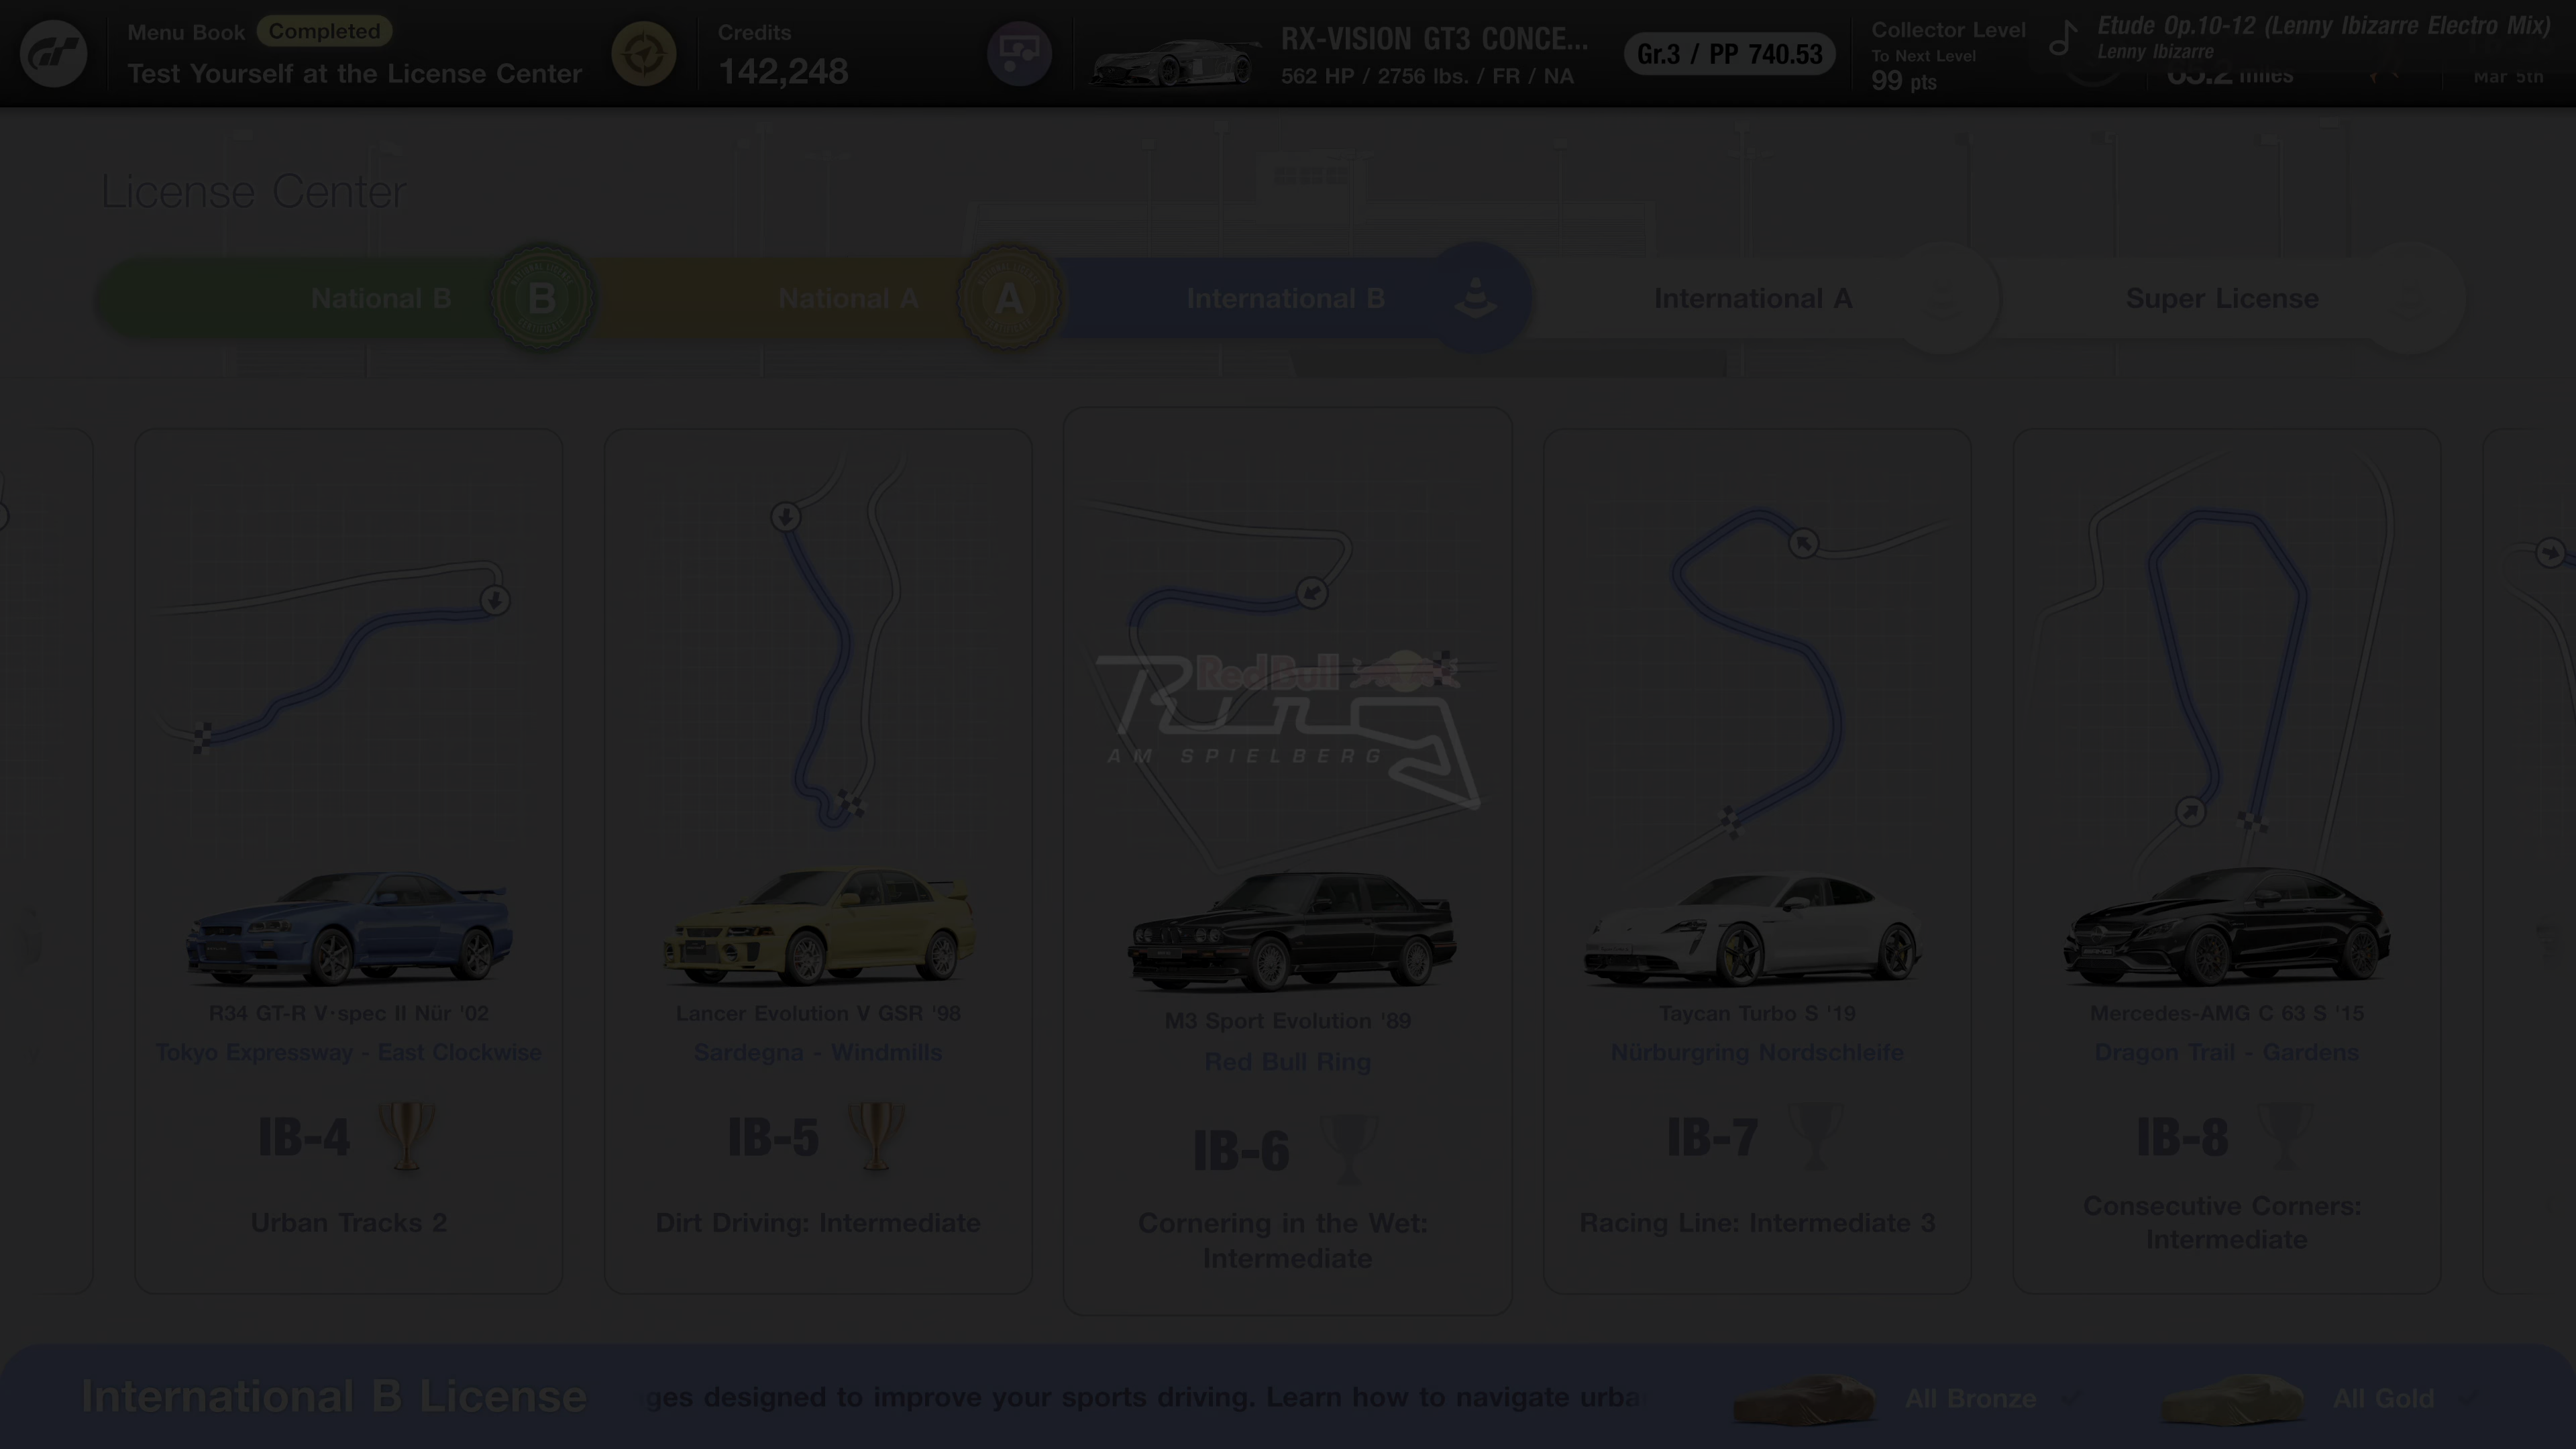 Menu Book Completed
Test Yourself at the License Center
Credits
142,248
RX-VISION GT3 CONCE...
562 HP / 2756 lbs. / FR / NA
Gr.3 / PP 740.53
Collector Level
To Next Level
99 pts
Etude Op.10-12 (Lenny Ibizarre Electro Mix)
Lenny Ibizarre
65.2 miles
Mar 5th
License Center
National B
B
National A
A
International B
International A
Super License
R34 GT-R V·spec II Nür '02
Tokyo Expressway - East Clockwise
IB-4
Urban Tracks 2
Lancer Evolution V GSR '98
Sardegna - Windmills
IB-5
Dirt Driving: Intermediate
Red Bull
Ring
AM SPIELBERG
M3 Sport Evolution '89
Red Bull Ring
IB-6
Cornering in the Wet:
Intermediate
Taycan Turbo S '19
Nürburgring Nordschleife
IB-7
Racing Line: Intermediate 3
Mercedes-AMG C 63 S '15
Dragon Trail - Gardens
IB-8
Consecutive Corners:
Intermediate
International B License
ges designed to improve your sports driving. Learn how to navigate urba
All Bronze
All Gold